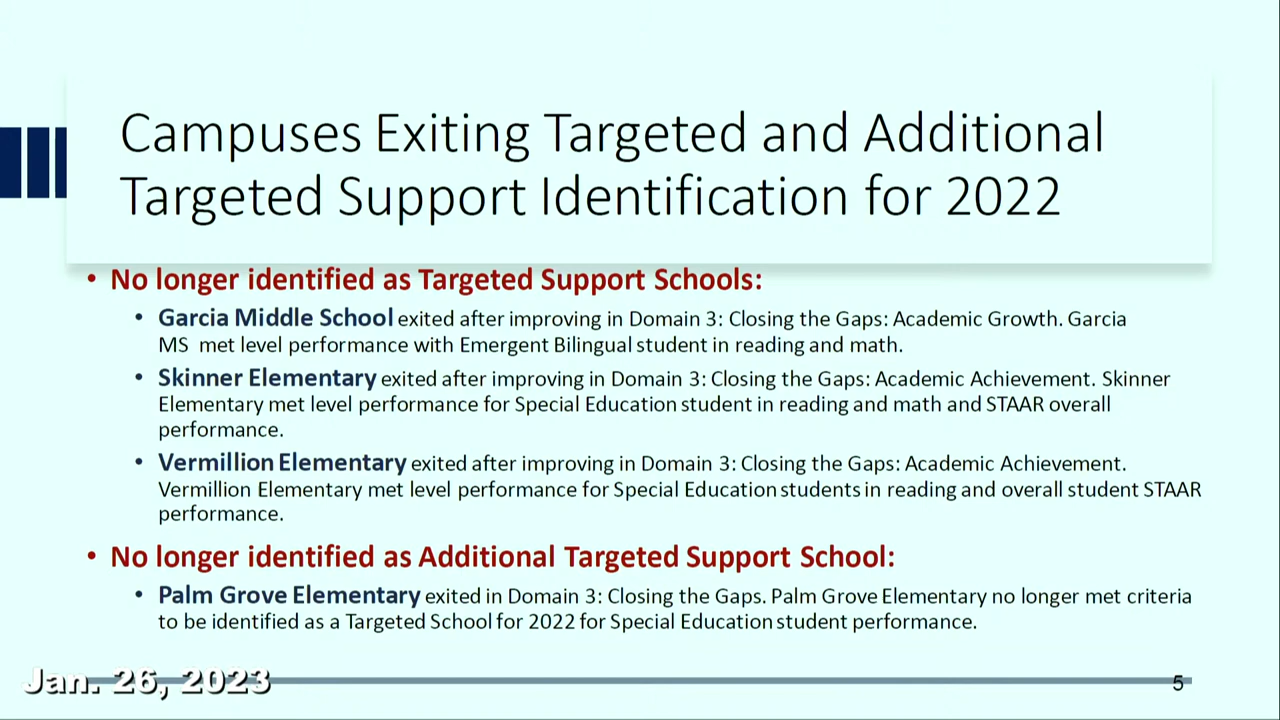 Campuses Exiting Targeted and Additional
Targeted Support Identification for 2022
• No longer identified as Targeted Support Schools:
• Garcia Middle School exited after improving in Domain 3: Closing the Gaps: Academic Growth. Garcia
MS met level performance with Emergent Bilingual student in reading and math.
• Skinner Elementary exited after improving in Domain 3: Closing the Gaps: Academic Achievement. Skinner
Elementary met level performance for Special Education student in reading and math and STAAR overall
performance.
• Vermillion Elementary exited after improving in Domain 3: Closing the Gaps: Academic Achievement.
Vermillion Elementary met level performance for Special Education students in reading and overall student STAAR
performance.
• No longer identified as Additional Targeted Support School:
• Palm Grove Elementary exited in Domain 3: Closing the Gaps. Palm Grove Elementary no longer met criteria
to be identified as a Targeted School for 2022 for Special Education student performance.
Jan. 26, 2023
5